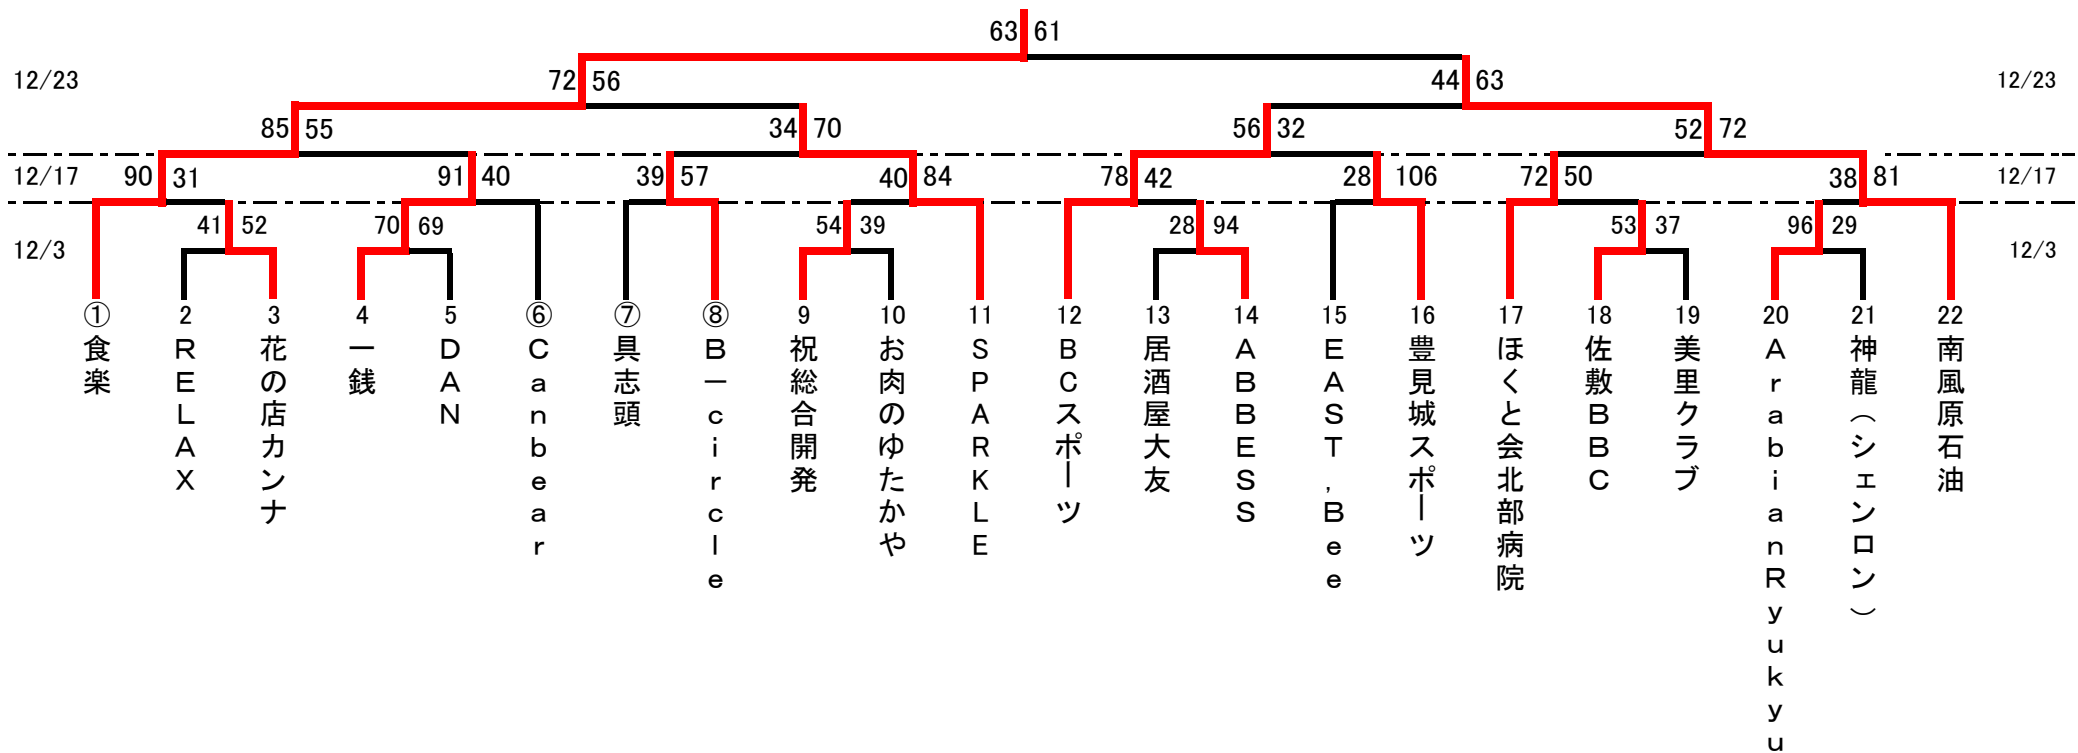 63 61
12/23 72 56 44 63 12/23
85 55 34 70 56 32 52 72
12/17 90 31 91 40 39 57 40 84 78 42 28 106 72 50 38 81 12/17
41 52 70 69 54 39 28 94 53 37 96 29
12/3 12/3
① 2 3 4 5 ⑥ ⑦ ⑧ 9 10 11 12 13 14 15 16 17 18 19 20 21 22
食楽
RELAX
花の店カンナ
一銭
DAN
Canbear
具志頭
B－circle
祝総合開発
お肉のゆたかや
SPARKLE
BCスポーツ
居酒屋大友
ABBESS
EAST,Bee
豊見城スポーツ
ほくと会北部病院
佐敷BBC
美里クラブ
ArabianRyukyu
神龍（シェンロン）
南風原石油